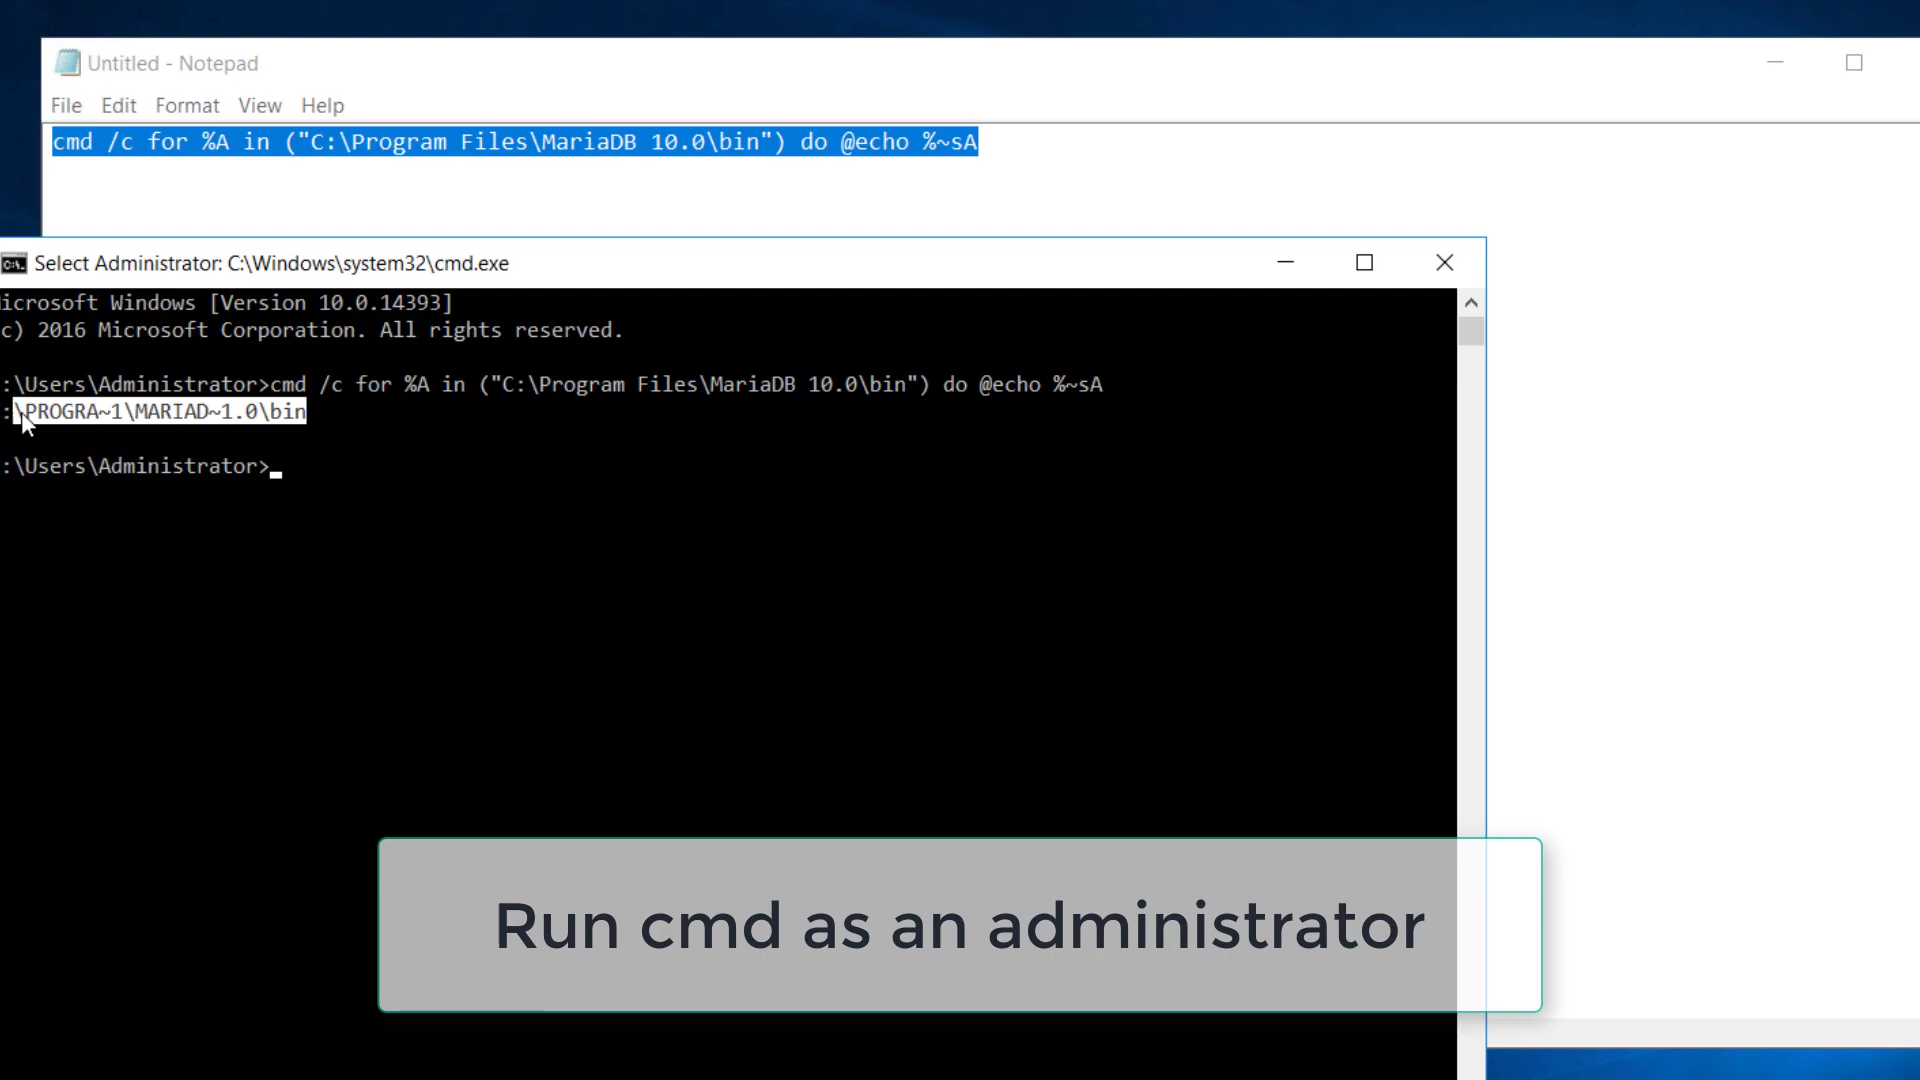 Untitled - Notepad
File Edit Format View Help
cmd /c for %A in ("C:\Program Files\MariaDB 10.0\bin") do @echo %~sA
Select Administrator: C:\Windows\system32\cmd.exe
icrosoft Windows [Version 10.0.14393]
c) 2016 Microsoft Corporation. All rights reserved.
:\Users\Administrator>cmd /c for %A in ("C:\Program Files\MariaDB 10.0\bin") do @echo %~sA
:\PROGRA~1\MARIAD~1.0\bin
:\Users\Administrator>
Run cmd as an administrator